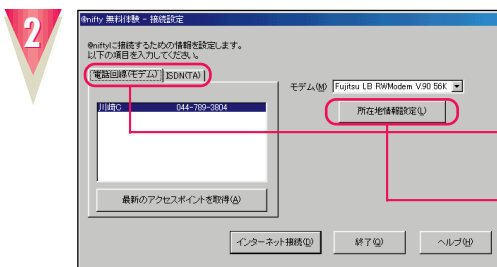 2
@nifty 無料体験 - 接続設定
@niftyに接続するための情報を設定します。
以下の項目を入力してください。
電話回線(モデム) ISDN(TA)
モデム(M) Fujitsu LB RWModem V.90 56K
川崎C 044-789-3804
所在地情報設定(L)
最新のアクセスポイントを取得(A)
インターネット接続(D) 終了(Q) ヘルプ(H)